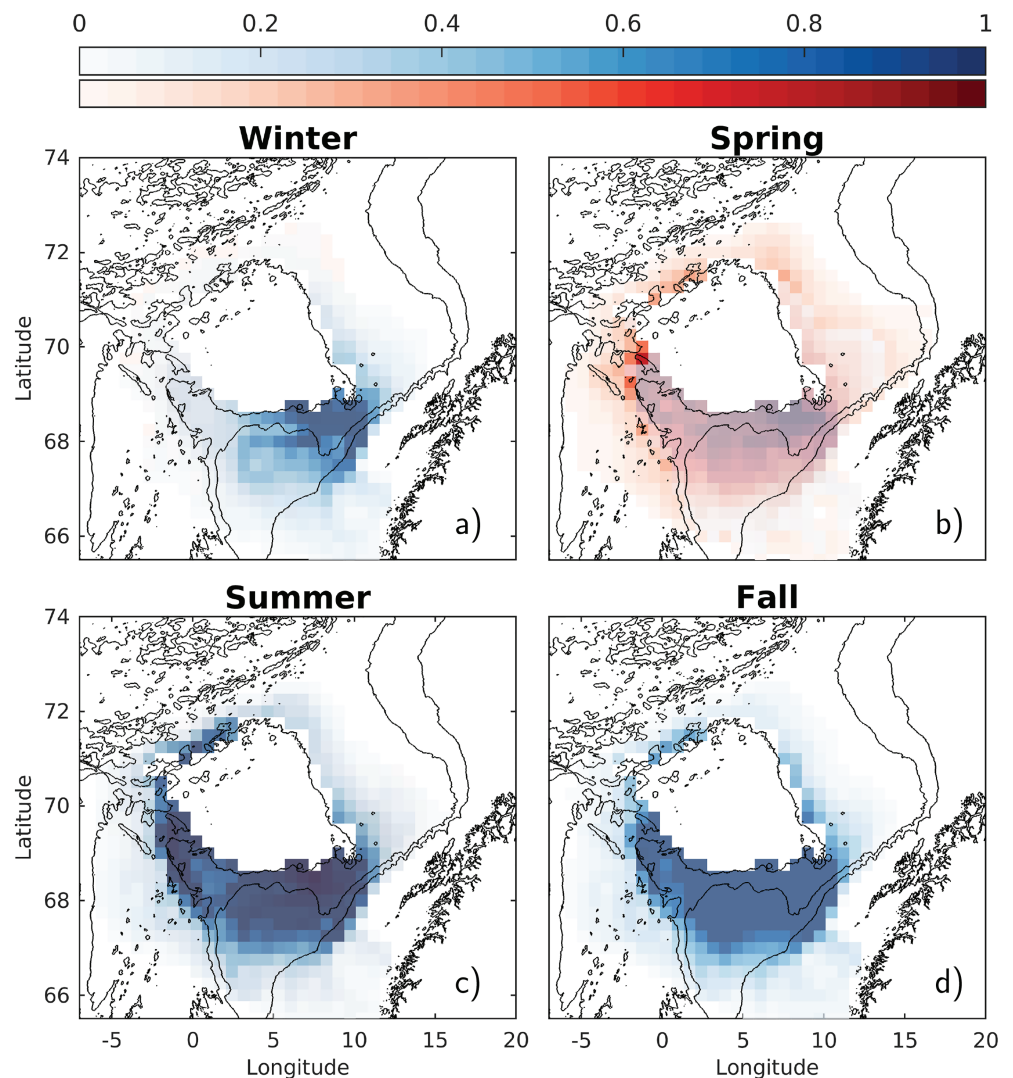 0 0.2 0.4 0.6 0.8 1
Winter Spring
74
72
70
68
66
Latitude
a) b)
Summer Fall
74
72
70
68
66
Latitude
c) d)
-5 0 5 10 15 20 -5 0 5 10 15 20
Longitude Longitude